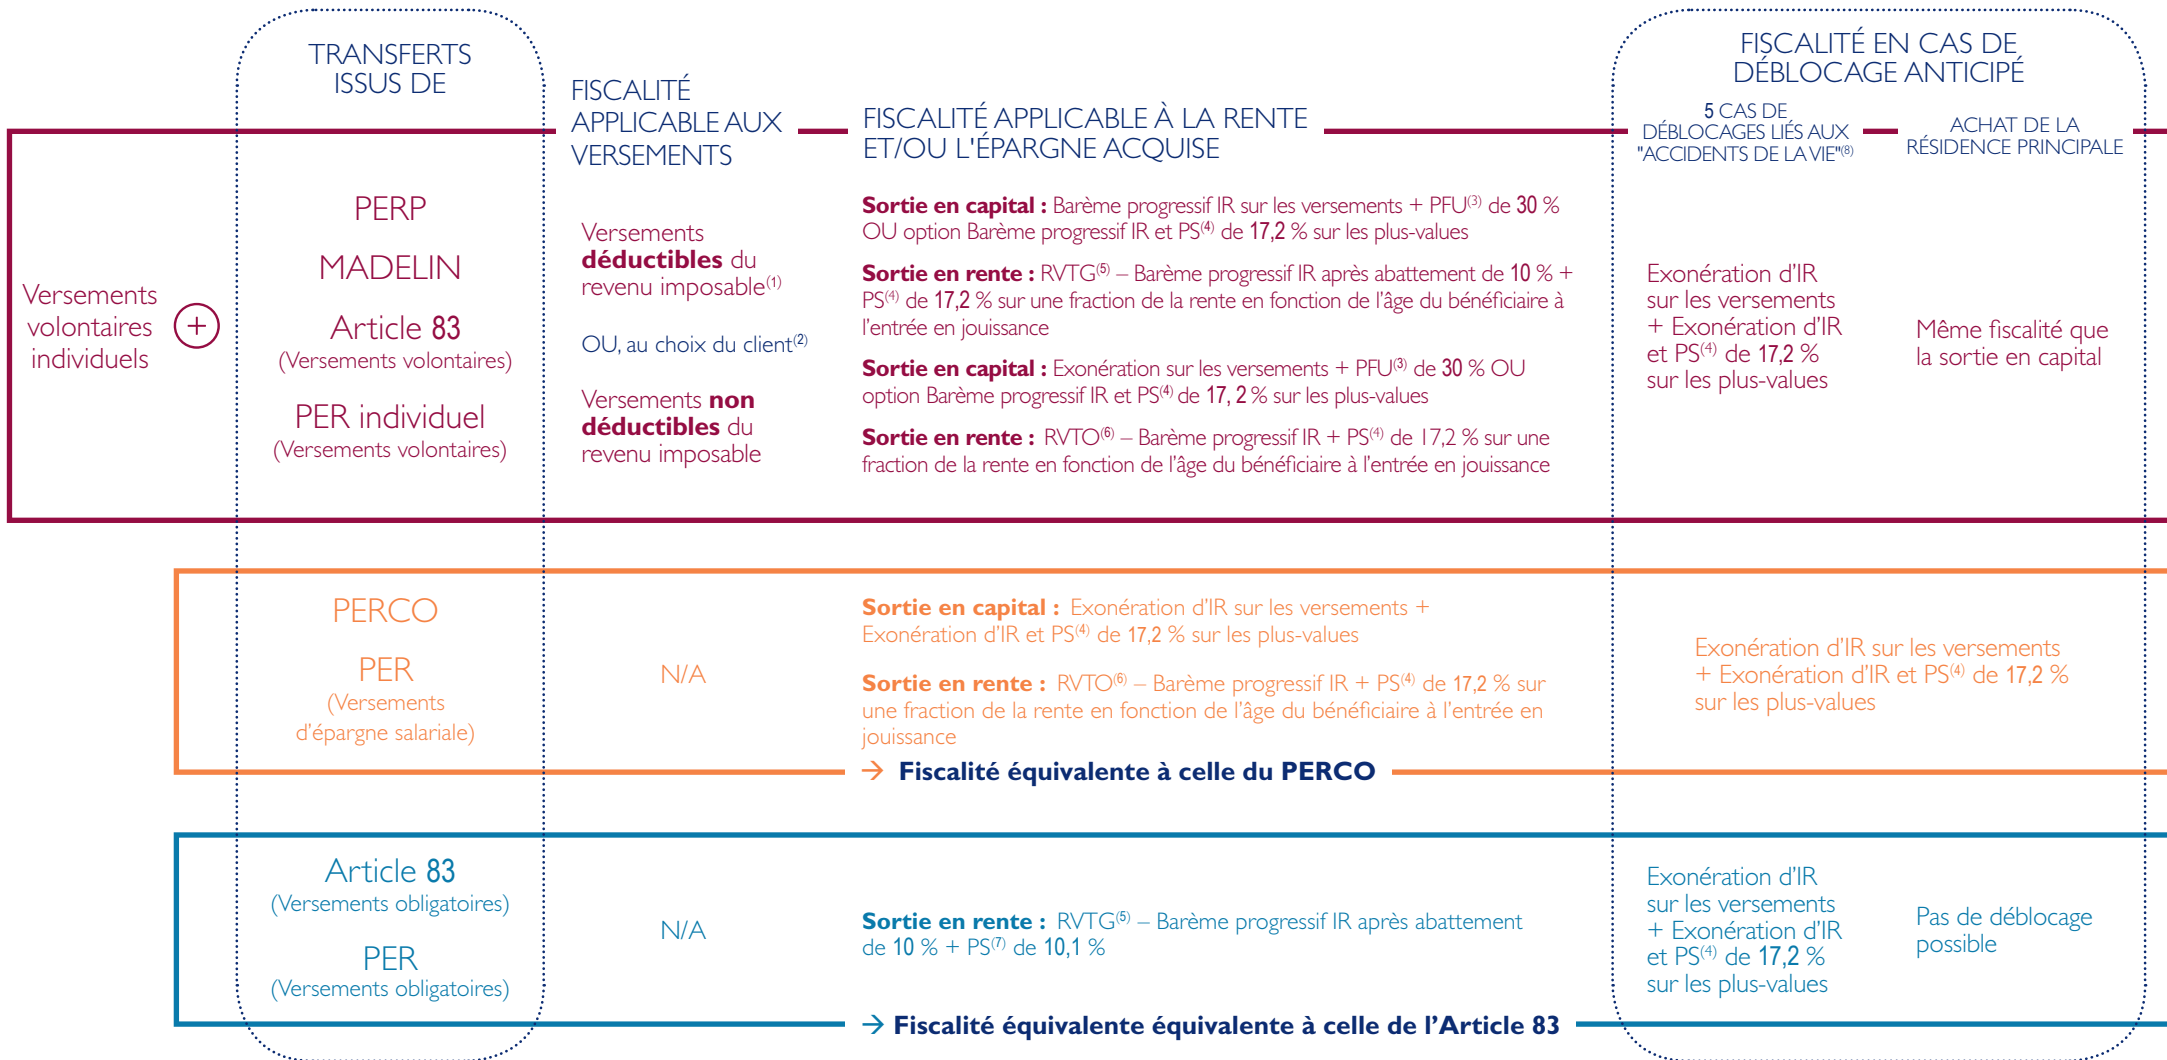 TRANSFERTS
ISSUS DE
FISCALITÉ
APPLICABLE AUX
VERSEMENTS
FISCALITÉ APPLICABLE À LA RENTE
ET/OU L'ÉPARGNE ACQUISE
FISCALITÉ EN CAS DE
DÉBLOCAGE ANTICIPÉ
5 CAS DE
DÉBLOCAGES LIÉS AUX
"ACCIDENTS DE LA VIE"(8)
ACHAT DE LA
RÉSIDENCE PRINCIPALE
Versements
volontaires
individuels
+
PERP
MADELIN
Article 83
(Versements volontaires)
PER individuel
(Versements volontaires)
Versements
déductibles du
revenu imposable(1)
OU, au choix du client(2)
Versements non
déductibles du
revenu imposable
Sortie en capital : Barème progressif IR sur les versements + PFU(3) de 30 %
OU option Barème progressif IR et PS(4) de 17,2 % sur les plus-values
Sortie en rente : RVTG(5) – Barème progressif IR après abattement de 10 % +
PS(4) de 17,2 % sur une fraction de la rente en fonction de l'âge du bénéficiaire à
l'entrée en jouissance
Sortie en capital : Exonération sur les versements + PFU(3) de 30 % OU
option Barème progressif IR et PS(4) de 17, 2 % sur les plus-values
Sortie en rente : RVTO(6) – Barème progressif IR + PS(4) de 17,2 % sur une
fraction de la rente en fonction de l'âge du bénéficiaire à l'entrée en jouissance
Exonération d'IR
sur les versements
+ Exonération d'IR
et PS(4) de 17,2 %
sur les plus-values
Même fiscalité que
la sortie en capital
PERCO
PER
(Versements
d'épargne salariale)
N/A
Sortie en capital : Exonération d'IR sur les versements +
Exonération d'IR et PS(4) de 17,2 % sur les plus-values
Sortie en rente : RVTO(6) – Barème progressif IR + PS(4) de 17,2 % sur
une fraction de la rente en fonction de l'âge du bénéficiaire à l'entrée en
jouissance
→ Fiscalité équivalente à celle du PERCO
Exonération d'IR sur les versements
+ Exonération d'IR et PS(4) de 17,2 %
sur les plus-values
Article 83
(Versements obligatoires)
PER
(Versements obligatoires)
N/A
Sortie en rente : RVTG(5) – Barème progressif IR après abattement
de 10 % + PS(7) de 10,1 %
→ Fiscalité équivalente équivalente à celle de l'Article 83
Exonération d'IR
sur les versements
+ Exonération d'IR
et PS(4) de 17,2 %
sur les plus-values
Pas de déblocage
possible